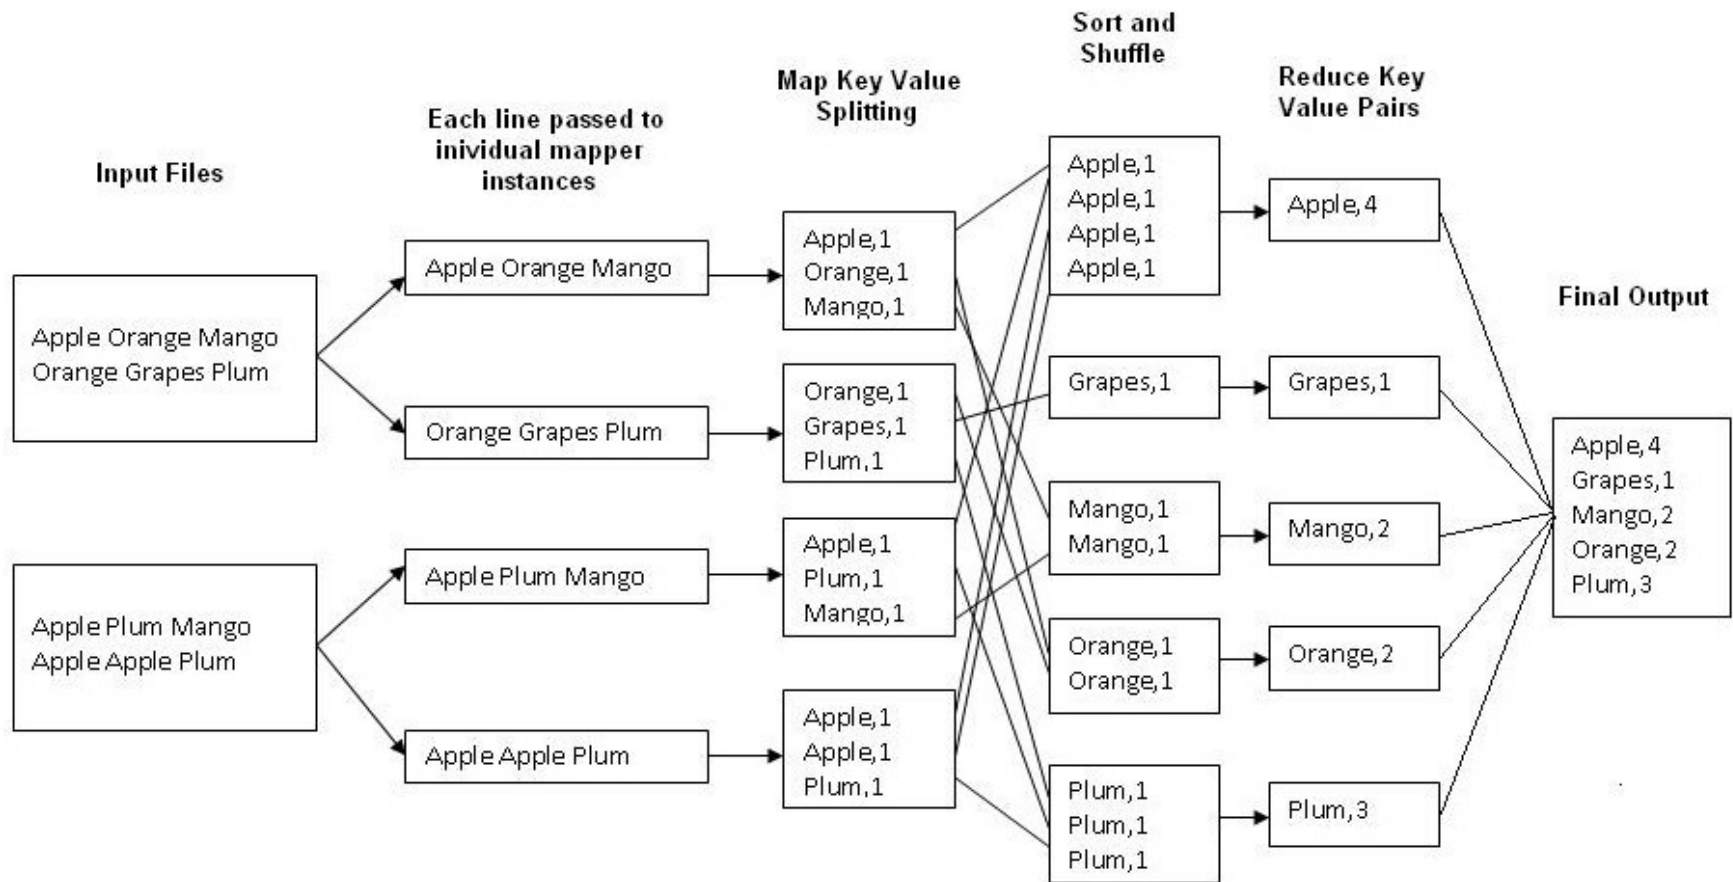 Input Files
Apple Orange Mango
Orange Grapes Plum
Apple Plum Mango
Apple Apple Plum
Each line passed to
inividual mapper
instances
Apple Orange Mango
Orange Grapes Plum
Apple Plum Mango
Apple Apple Plum
Map Key Value
Splitting
Apple,1
Orange,1
Mango,1
Orange,1
Grapes,1
Plum,1
Apple,1
Plum,1
Mango,1
Apple,1
Apple,1
Plum,1
Sort and
Shuffle
Apple,1
Apple,1
Apple,1
Apple,1
Grapes,1
Mango,1
Mango,1
Orange,1
Orange,1
Plum,1
Plum,1
Plum,1
Reduce Key
Value Pairs
Apple,4
Grapes,1
Mango,2
Orange,2
Plum,3
Final Output
Apple,4
Grapes,1
Mango,2
Orange,2
Plum,3